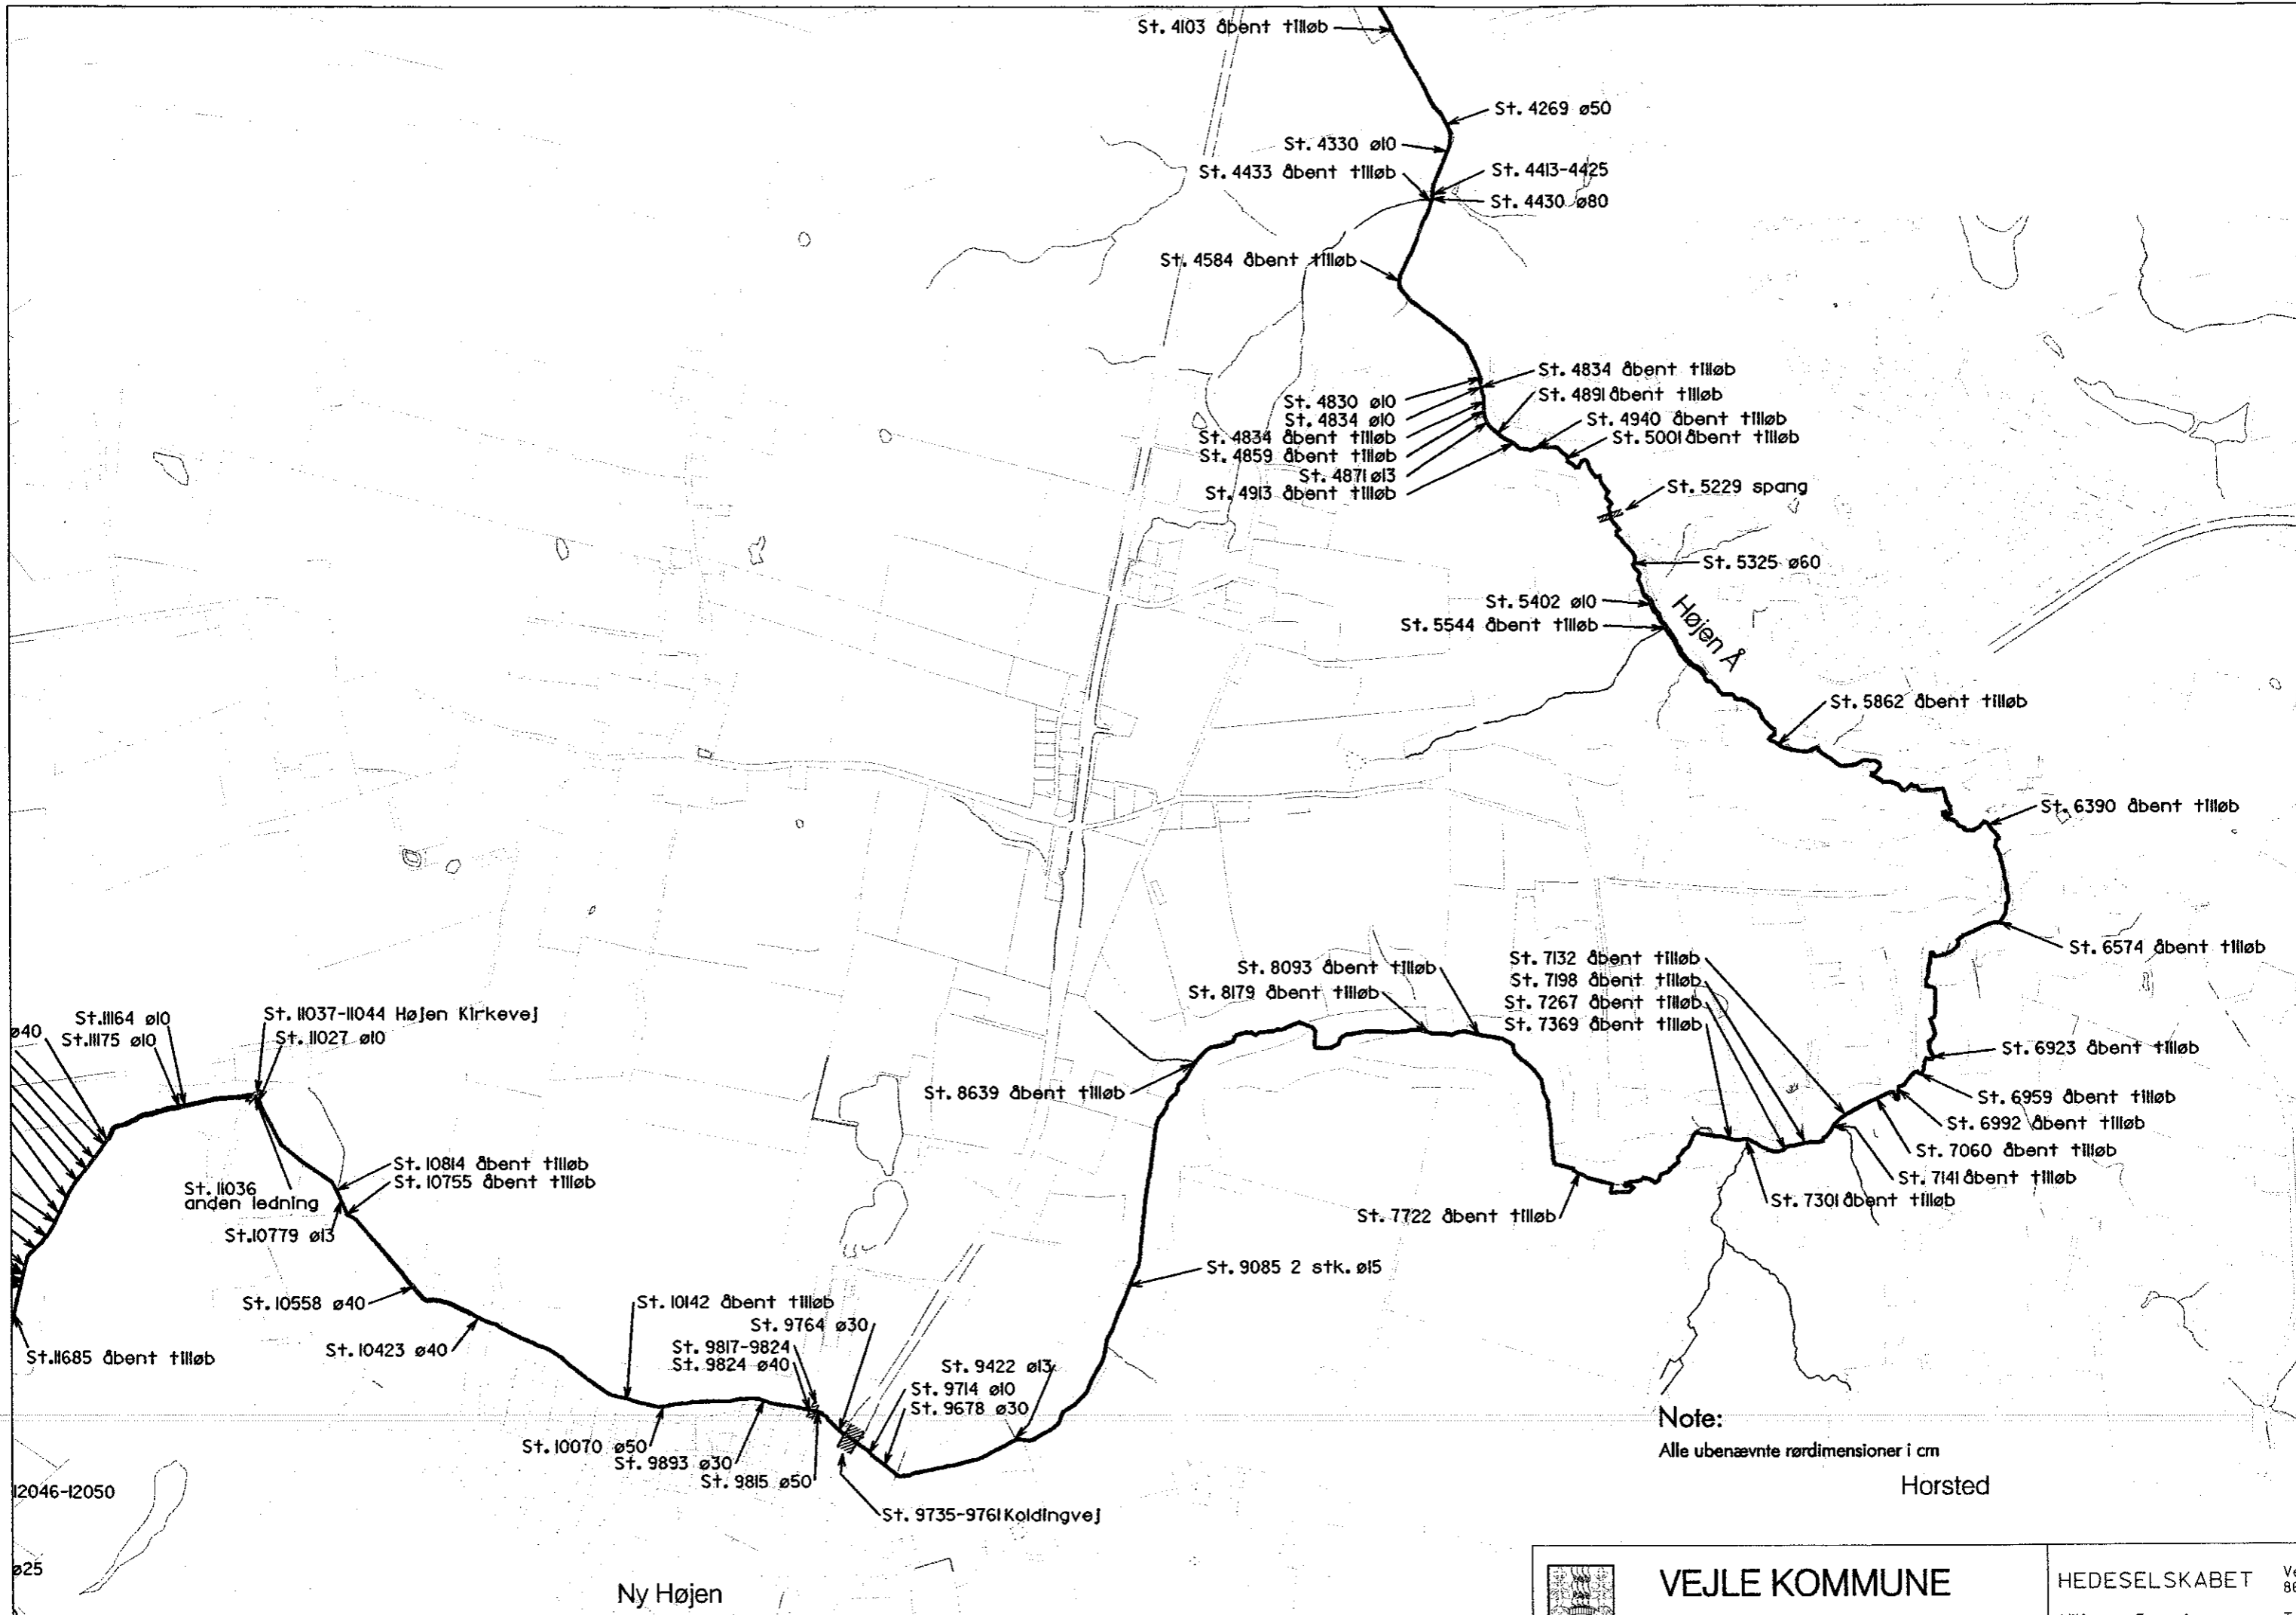 St. 4103 åbent tilløb
St. 4269 ø50
St. 4330 ø10
St. 4433 åbent tilløb
St. 4413-4425
St. 4430 ø80
St. 4584 åbent tilløb
St. 4834 åbent tilløb
St. 4891 åbent tilløb
St. 4830 ø10
St. 4834 ø10
St. 4940 åbent tilløb
St. 4834 åbent tilløb
St. 5001 åbent tilløb
St. 4859 åbent tilløb
St. 4871 ø13
St. 4913 åbent tilløb
St. 5229 spang
St. 5325 ø60
St. 5402 ø10
St. 5544 åbent tilløb
Højen Å
St. 5862 åbent tilløb
St. 6390 åbent tilløb
St. 6574 åbent tilløb
St. 7132 åbent tilløb
St. 8093 åbent tilløb
St. 7198 åbent tilløb
St. 8179 åbent tilløb
St. 7267 åbent tilløb
St. 7369 åbent tilløb
St. 11037-11044 Højen Kirkevej
St.11164 ø10
ø40
St.11175 ø10
St. 11027 ø10
St. 6923 åbent tilløb
St. 8639 åbent tilløb
St. 6959 åbent tilløb
St. 6992 åbent tilløb
St. 7060 åbent tilløb
St. 10814 åbent tilløb
St. 10755 åbent tilløb
St. 7141 åbent tilløb
St. 11036
anden ledning
St. 7301 åbent tilløb
St. 7722 åbent tilløb
St.10779 ø13
St. 9085 2 stk. ø15
St. 10558 ø40
St. 10142 åbent tilløb
St. 9764 ø30
St. 10423 ø40
St. 9817-9824
St. 9824 ø40
St.11685 åbent tilløb
St. 9422 ø13
St. 9714 ø10
St. 9678 ø30
Note:
St. 10070 ø50
Alle ubenævnte rørdimensioner i cm
St. 9893 ø30
St. 9815 ø50
Horsted
12046-12050
St. 9735-9761 Koldingvej
ø25
Ny Højen
VEJLE KOMMUNE
HEDESELSKABET